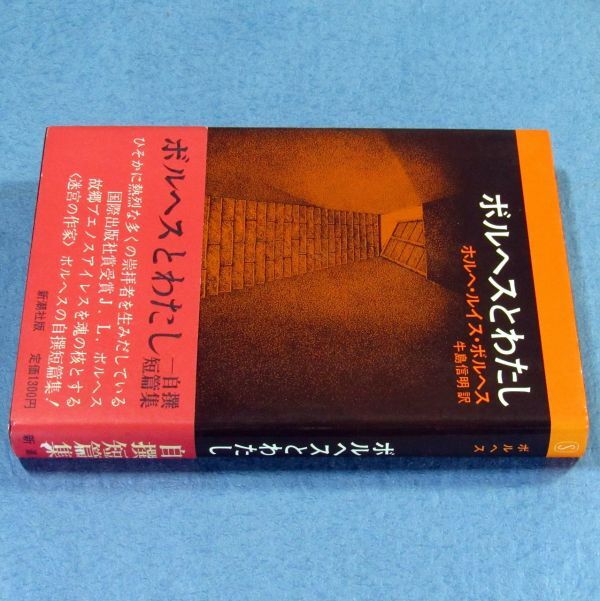 ボルヘスとわたし
ホルヘ・ルイス・ボルヘス
牛島信明 訳
ボルヘスとわたし—自撰短篇集
ひそかに熱烈な多くの崇拝者を生みだしている
国際出版社賞受賞J．L．ボルヘス
故郷ブエノスアイレスを魂の核とする
〈迷宮の作家〉ボルヘスの自撰短篇集！
新潮社版
定価1300円
S
ボルヘス
ボルヘスとわたし
自撰短篇集
新